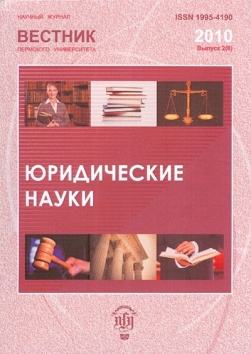 НАУЧНЫЙ ЖУРНАЛ
ISSN 1995-4190
ВЕСТНИК
ПЕРМСКОГО УНИВЕРСИТЕТА
2010
Выпуск 2(8)
ЮРИДИЧЕСКИЕ
НАУКИ